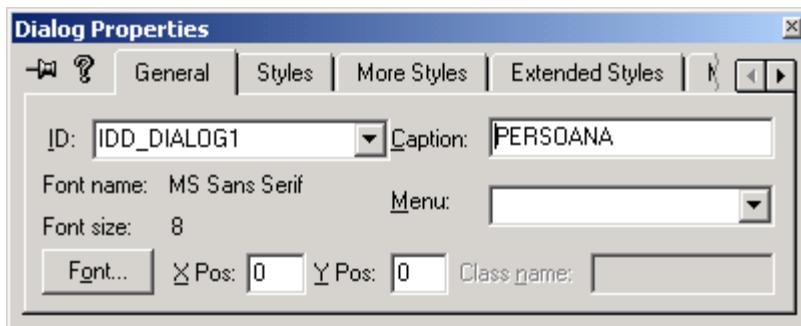 Dialog Properties
General Styles More Styles Extended Styles
ID: IDD_DIALOG1 Caption: PERSOANA
Font name: MS Sans Serif
Menu:
Font size: 8
Font... X Pos: 0 Y Pos: 0 Class name: